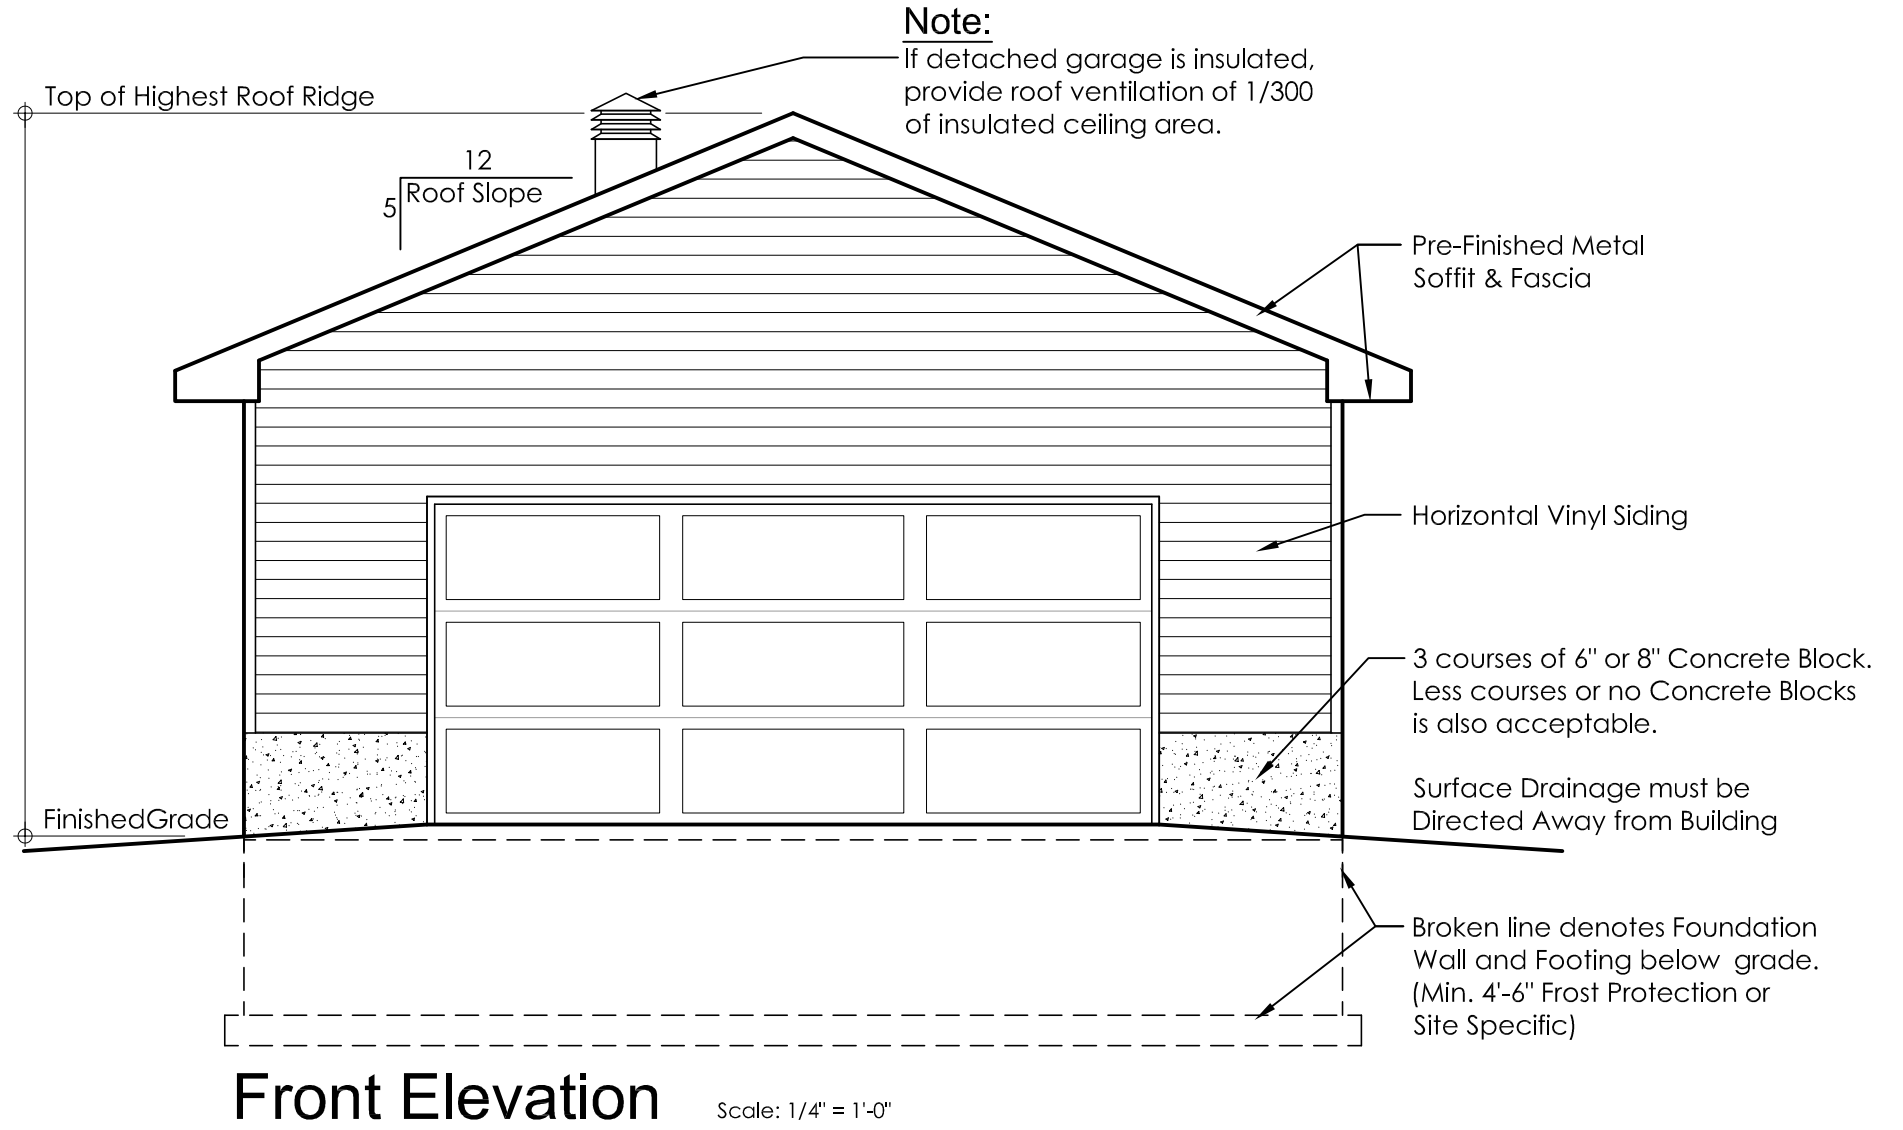 Note:
If detached garage is insulated,
provide roof ventilation of 1/300
of insulated ceiling area.
Top of Highest Roof Ridge
12
5
Roof Slope
Pre-Finished Metal
Soffit & Fascia
Horizontal Vinyl Siding
3 courses of 6" or 8" Concrete Block.
Less courses or no Concrete Blocks
is also acceptable.
Surface Drainage must be
Directed Away from Building
FinishedGrade
Broken line denotes Foundation
Wall and Footing below grade.
(Min. 4'-6" Frost Protection or
Site Specific)
Front Elevation
Scale: 1/4" = 1'-0"